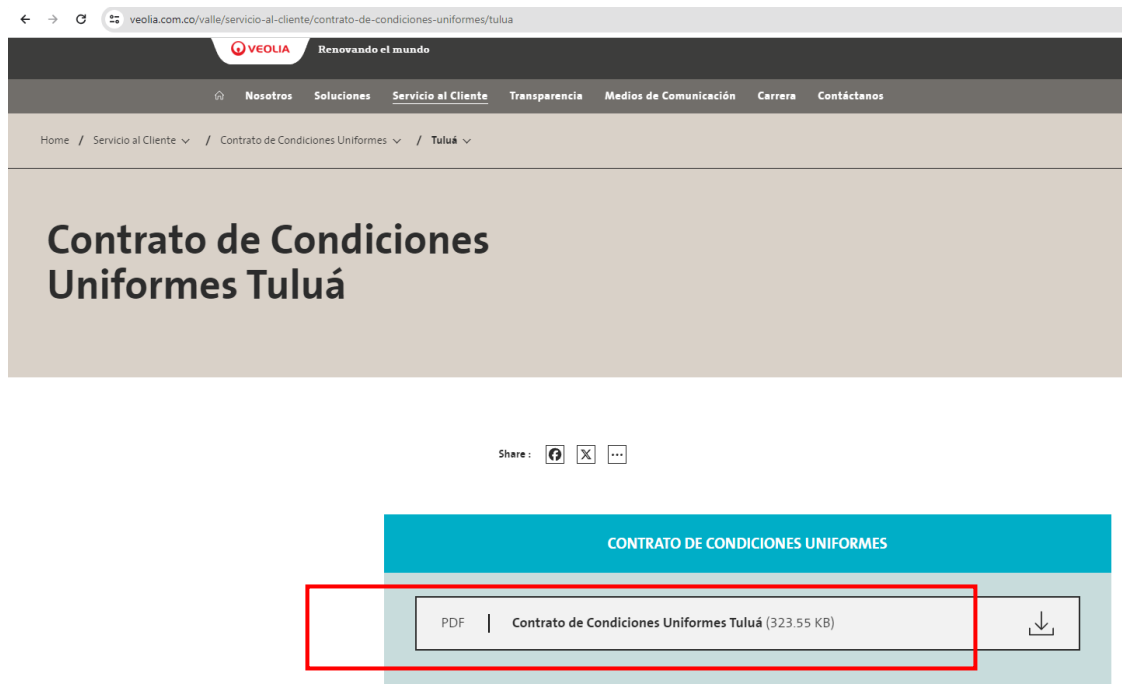 veolia.com.co/valle/servicio-al-cliente/contrato-de-condiciones-uniformes/tulua
VEOLIA Renovando el mundo
Nosotros Soluciones Servicio al Cliente Transparencia Medios de Comunicación Carrera Contáctanos
Home / Servicio al Cliente / Contrato de Condiciones Uniformes / Tuluá
Contrato de Condiciones
Uniformes Tuluá
Share :
CONTRATO DE CONDICIONES UNIFORMES
PDF | Contrato de Condiciones Uniformes Tuluá (323.55 KB)